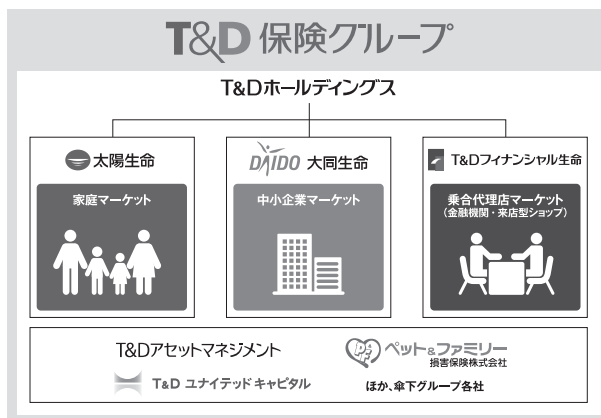 T&D 保険グループ
T&Dホールディングス
太陽生命
家庭マーケット
DAIDO 大同生命
中小企業マーケット
T&Dフィナンシャル生命
乗合代理店マーケット
(金融機関・来店型ショップ)
T&Dアセットマネジメント
ペット&ファミリー
損害保険株式会社
T&D ユナイテッド キャピタル
ほか、傘下グループ各社